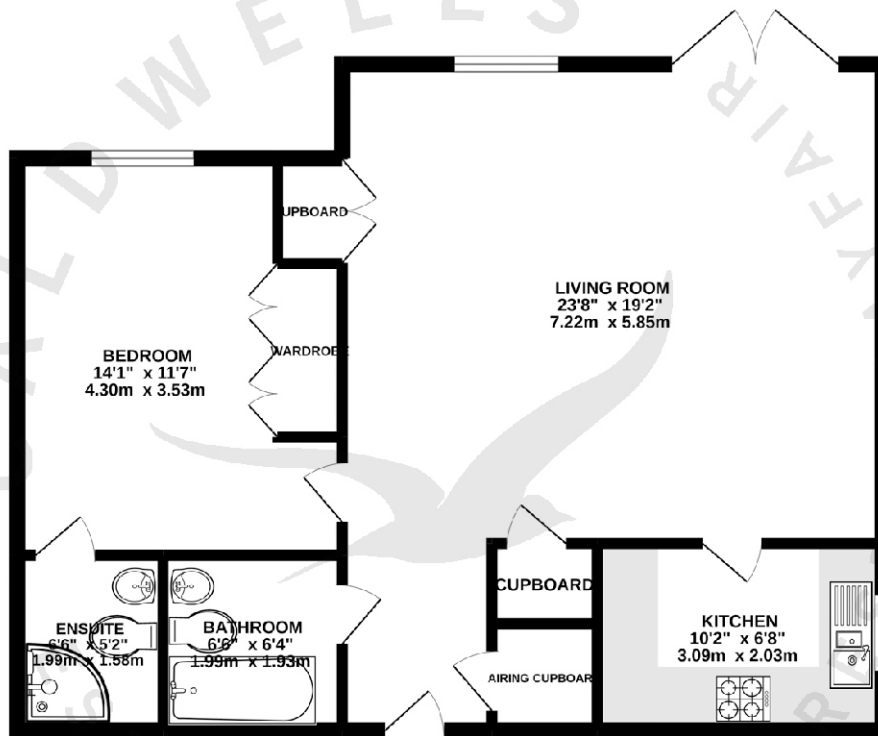 UPBOARD
LIVING ROOM
23'8" x 19'2"
7.22m x 5.85m
WARDROBE
BEDROOM
14'1" x 11'7"
4.30m x 3.53m
CUPBOARD
ENSUITE
6'6" x 5'2"
1.99m x 1.58m
BATHROOM
6'6" x 6'4"
1.99m x 1.93m
KITCHEN
10'2" x 6'8"
3.09m x 2.03m
AIRING CUPBOAR